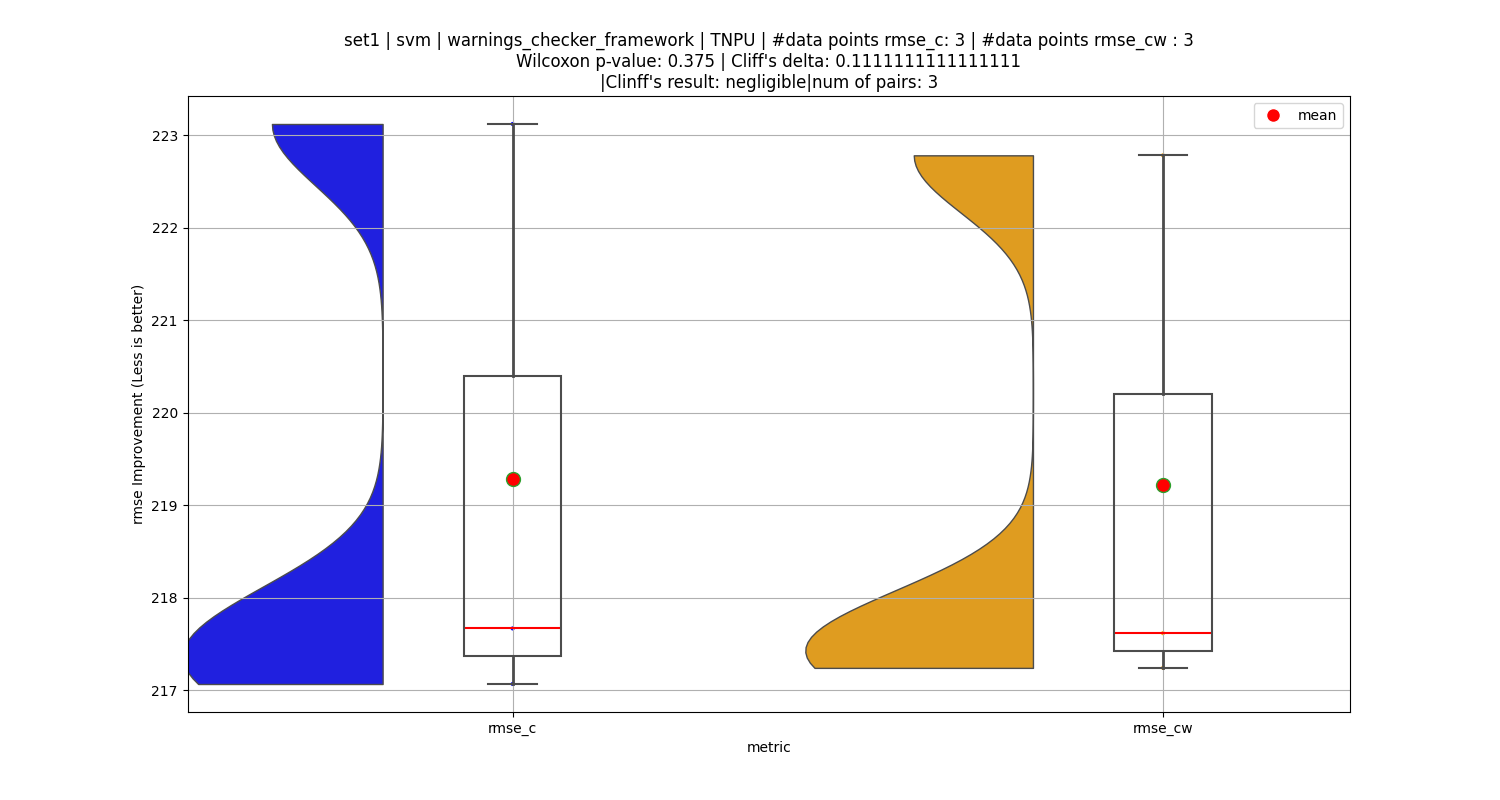 set1 | svm | warnings_checker_framework | TNPU | #data points rmse_c: 3 | #data points rmse_cw : 3
Wilcoxon p-value: 0.375 | Cliff's delta: 0.1111111111111111
|Clinff's result: negligible|num of pairs: 3
mean
223
222
221
220
219
218
217
rmse Improvement (Less is better)
rmse_c
rmse_cw
metric